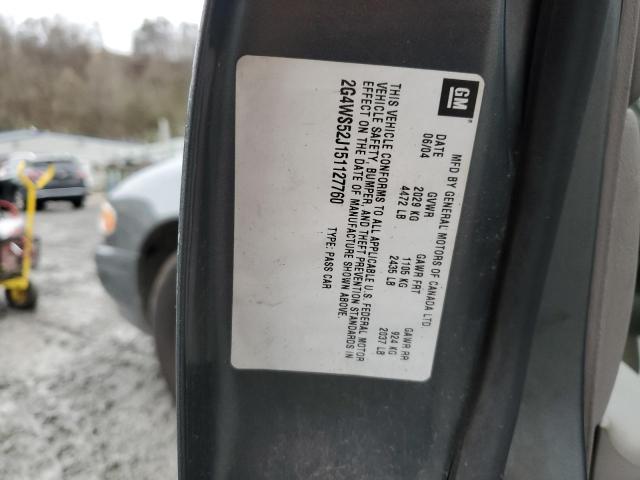 GM
MFD BY GENERAL MOTORS OF CANADA LTD
DATE GVWR GAWR FRT GAWR RR
06/04 2029 KG 1105 KG 924 KG
4472 LB 2436 LB 2037 LB
THIS VEHICLE CONFORMS TO ALL APPLICABLE U.S. FEDERAL MOTOR
VEHICLE SAFETY, BUMPER, AND THEFT PREVENTION STANDARDS IN
EFFECT ON THE DATE OF MANUFACTURE SHOWN ABOVE.
2G4WS52J151127760 TYPE: PASS CAR